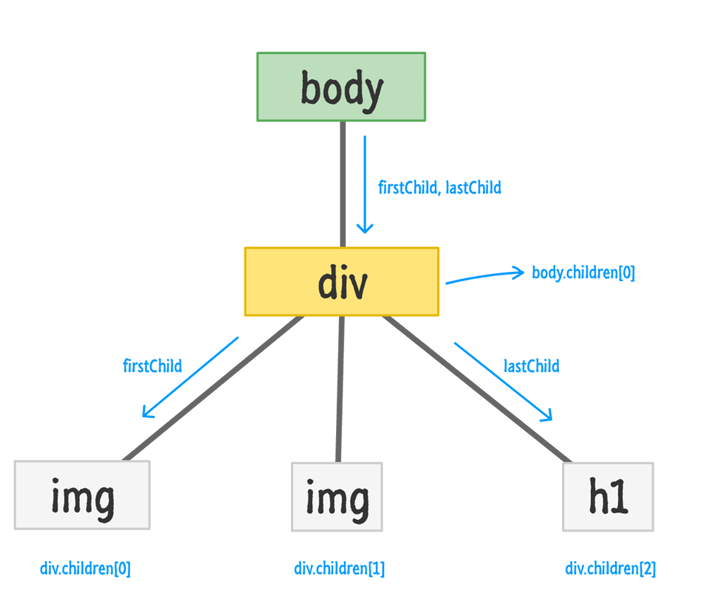 body
firstChild, lastChild
div
body.children[0]
firstChild
lastChild
img
img
h1
div.children[0]
div.children[1]
div.children[2]